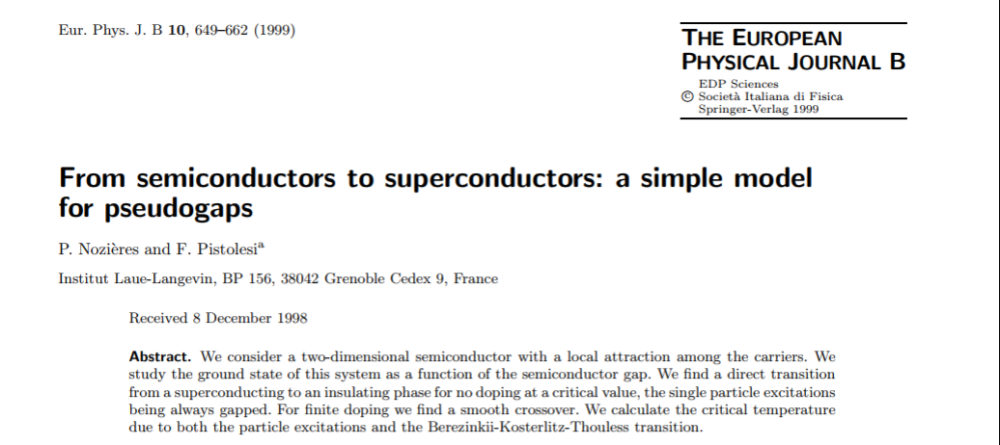 Eur. Phys. J. B 10, 649–662 (1999)
THE EUROPEAN
PHYSICAL JOURNAL B
EDP Sciences
© Società Italiana di Fisica
Springer-Verlag 1999
From semiconductors to superconductors: a simple model
for pseudogaps
P. Nozières and F. Pistolesiᵃ
Institut Laue-Langevin, BP 156, 38042 Grenoble Cedex 9, France
Received 8 December 1998
Abstract. We consider a two-dimensional semiconductor with a local attraction among the carriers. We
study the ground state of this system as a function of the semiconductor gap. We find a direct transition
from a superconducting to an insulating phase for no doping at a critical value, the single particle excitations
being always gapped. For finite doping we find a smooth crossover. We calculate the critical temperature
due to both the particle excitations and the Berezinkii-Kosterlitz-Thouless transition.